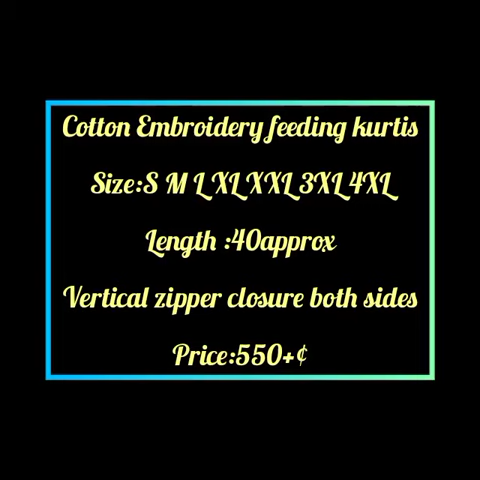 Cotton Embroidery feeding kurtis
Size:S M L XL XXL 3XL 4XL
Length :40approx
Vertical zipper closure both sides
Price:550+¢